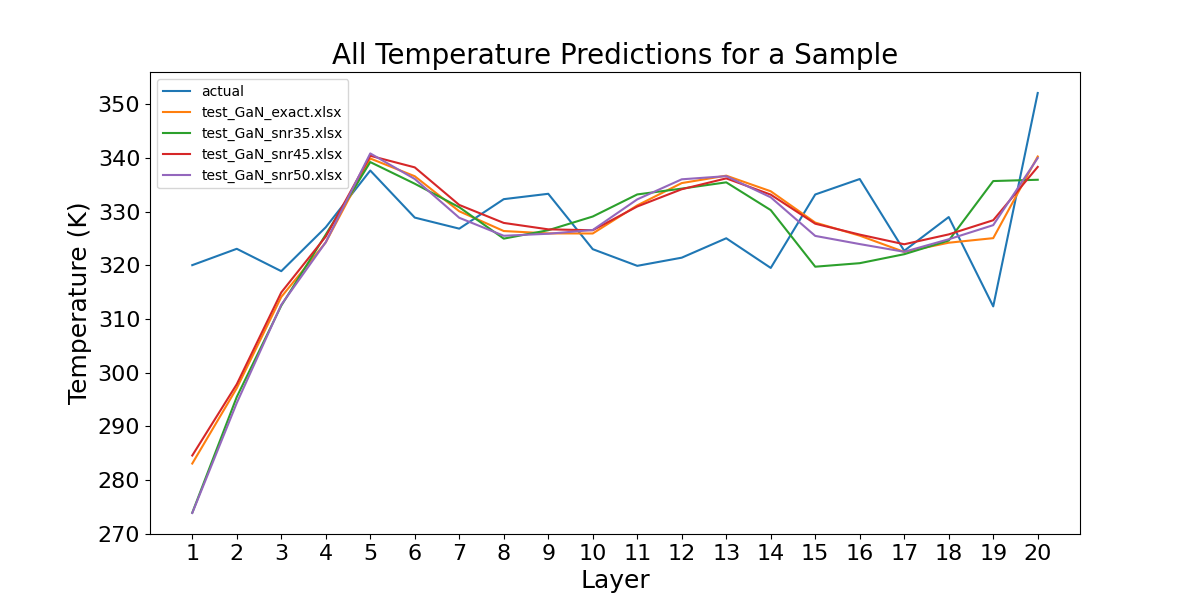 All Temperature Predictions for a Sample
actual
test_GaN_exact.xlsx
test_GaN_snr35.xlsx
test_GaN_snr45.xlsx
test_GaN_snr50.xlsx
Temperature (K)
350
340
330
320
310
300
290
280
270
1 2 3 4 5 6 7 8 9 10 11 12 13 14 15 16 17 18 19 20
Layer